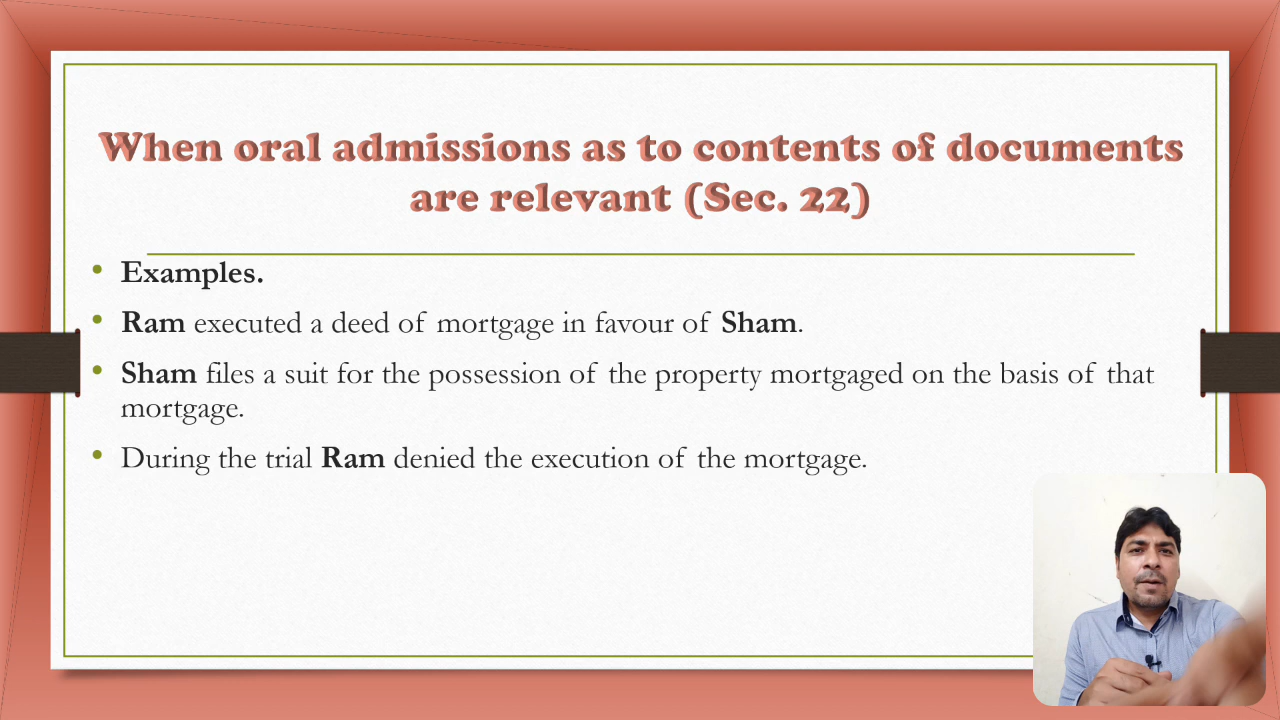 When oral admissions as to contents of documents
are relevant (Sec. 22)
• Examples.
• Ram executed a deed of mortgage in favour of Sham.
• Sham files a suit for the possession of the property mortgaged on the basis of that
mortgage.
• During the trial Ram denied the execution of the mortgage.